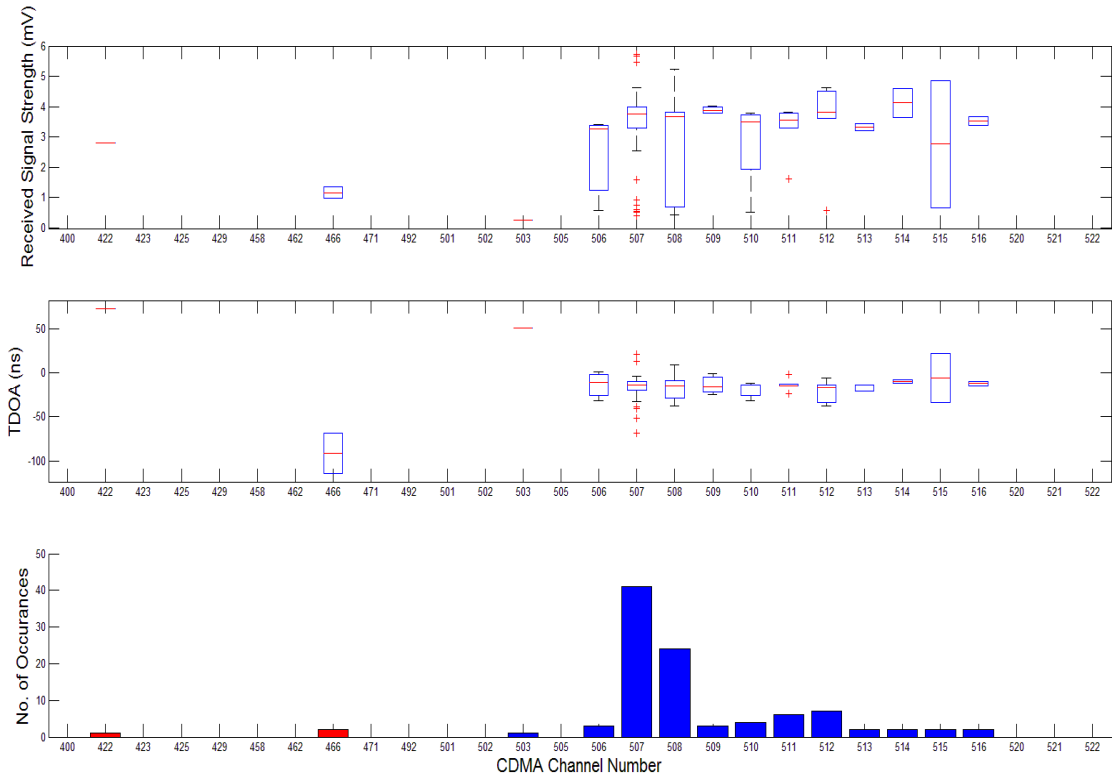 Received Signal Strength (mV)
6
5
4
3
2
1
0
400 422 423 425 429 458 462 466 471 492 501 502 503 505 506 507 508 509 510 511 512 513 514 515 516 520 521 522
TDOA (ns)
50
0
-50
-100
400 422 423 425 429 458 462 466 471 492 501 502 503 505 506 507 508 509 510 511 512 513 514 515 516 520 521 522
No. of Occurances
50
40
30
20
10
0
400 422 423 425 429 458 462 466 471 492 501 502 503 505 506 507 508 509 510 511 512 513 514 515 516 520 521 522
CDMA Channel Number